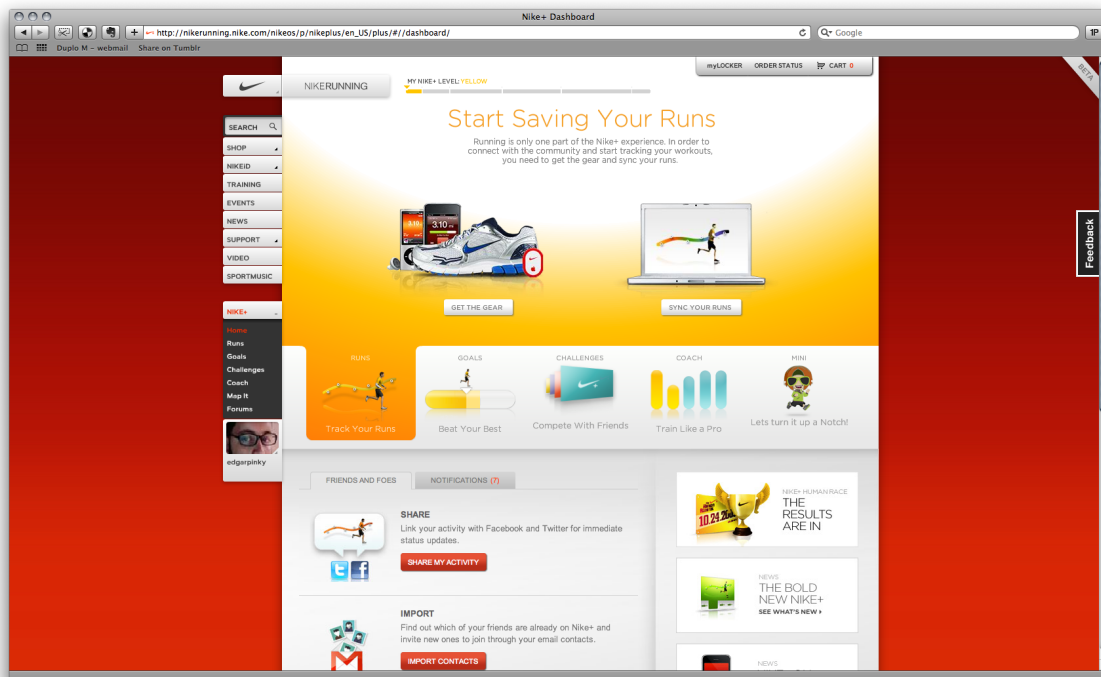 Nike+ Dashboard
http://nikerunning.nike.com/nikeos/p/nikeplus/en_US/plus/#//dashboard/
Google
1P
Duplo M – webmail
Share on Tumblr
myLOCKER
ORDER STATUS
CART 0
BETA
NIKERUNNING
MY NIKE+ LEVEL: YELLOW
SEARCH
SHOP
NIKEiD
TRAINING
EVENTS
NEWS
SUPPORT
VIDEO
SPORTMUSIC
NIKE+
Home
Runs
Goals
Challenges
Coach
Map It
Forums
edgarpinky
Start Saving Your Runs
Running is only one part of the Nike+ experience. In order to
connect with the community and start tracking your workouts,
you need to get the gear and sync your runs.
3.10
3.10
GET THE GEAR
SYNC YOUR RUNS
Feedback
RUNS
Track Your Runs
GOALS
Beat Your Best
CHALLENGES
Compete With Friends
COACH
Train Like a Pro
MINI
Lets turn it up a Notch!
FRIENDS AND FOES
NOTIFICATIONS (7)
SHARE
Link your activity with Facebook and Twitter for immediate
status updates.
SHARE MY ACTIVITY
IMPORT
Find out which of your friends are already on Nike+ and
invite new ones to join through your email contacts.
IMPORT CONTACTS
NIKE+ HUMAN RACE
THE
RESULTS
ARE IN
NEWS
THE BOLD
NEW NIKE+
SEE WHAT'S NEW
NEWS